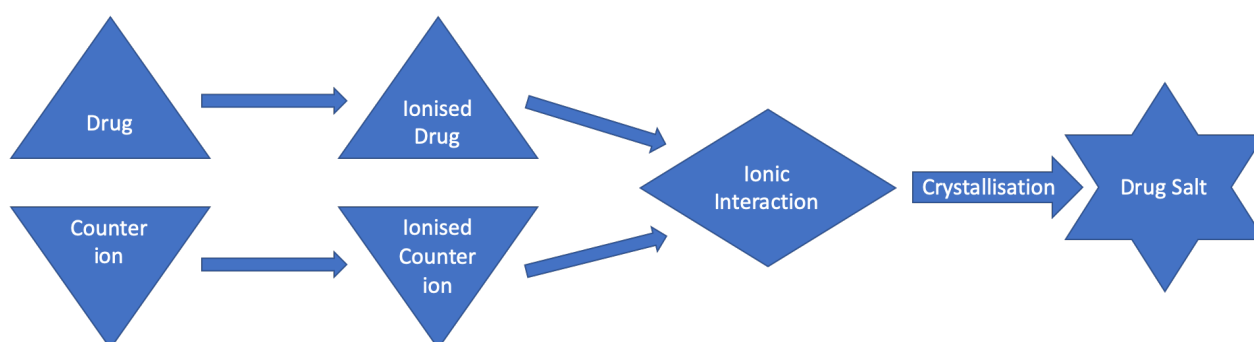 Drug
Ionised
Drug
Counter
ion
Ionised
Counter
ion
Ionic
Interaction
Crystallisation
Drug Salt